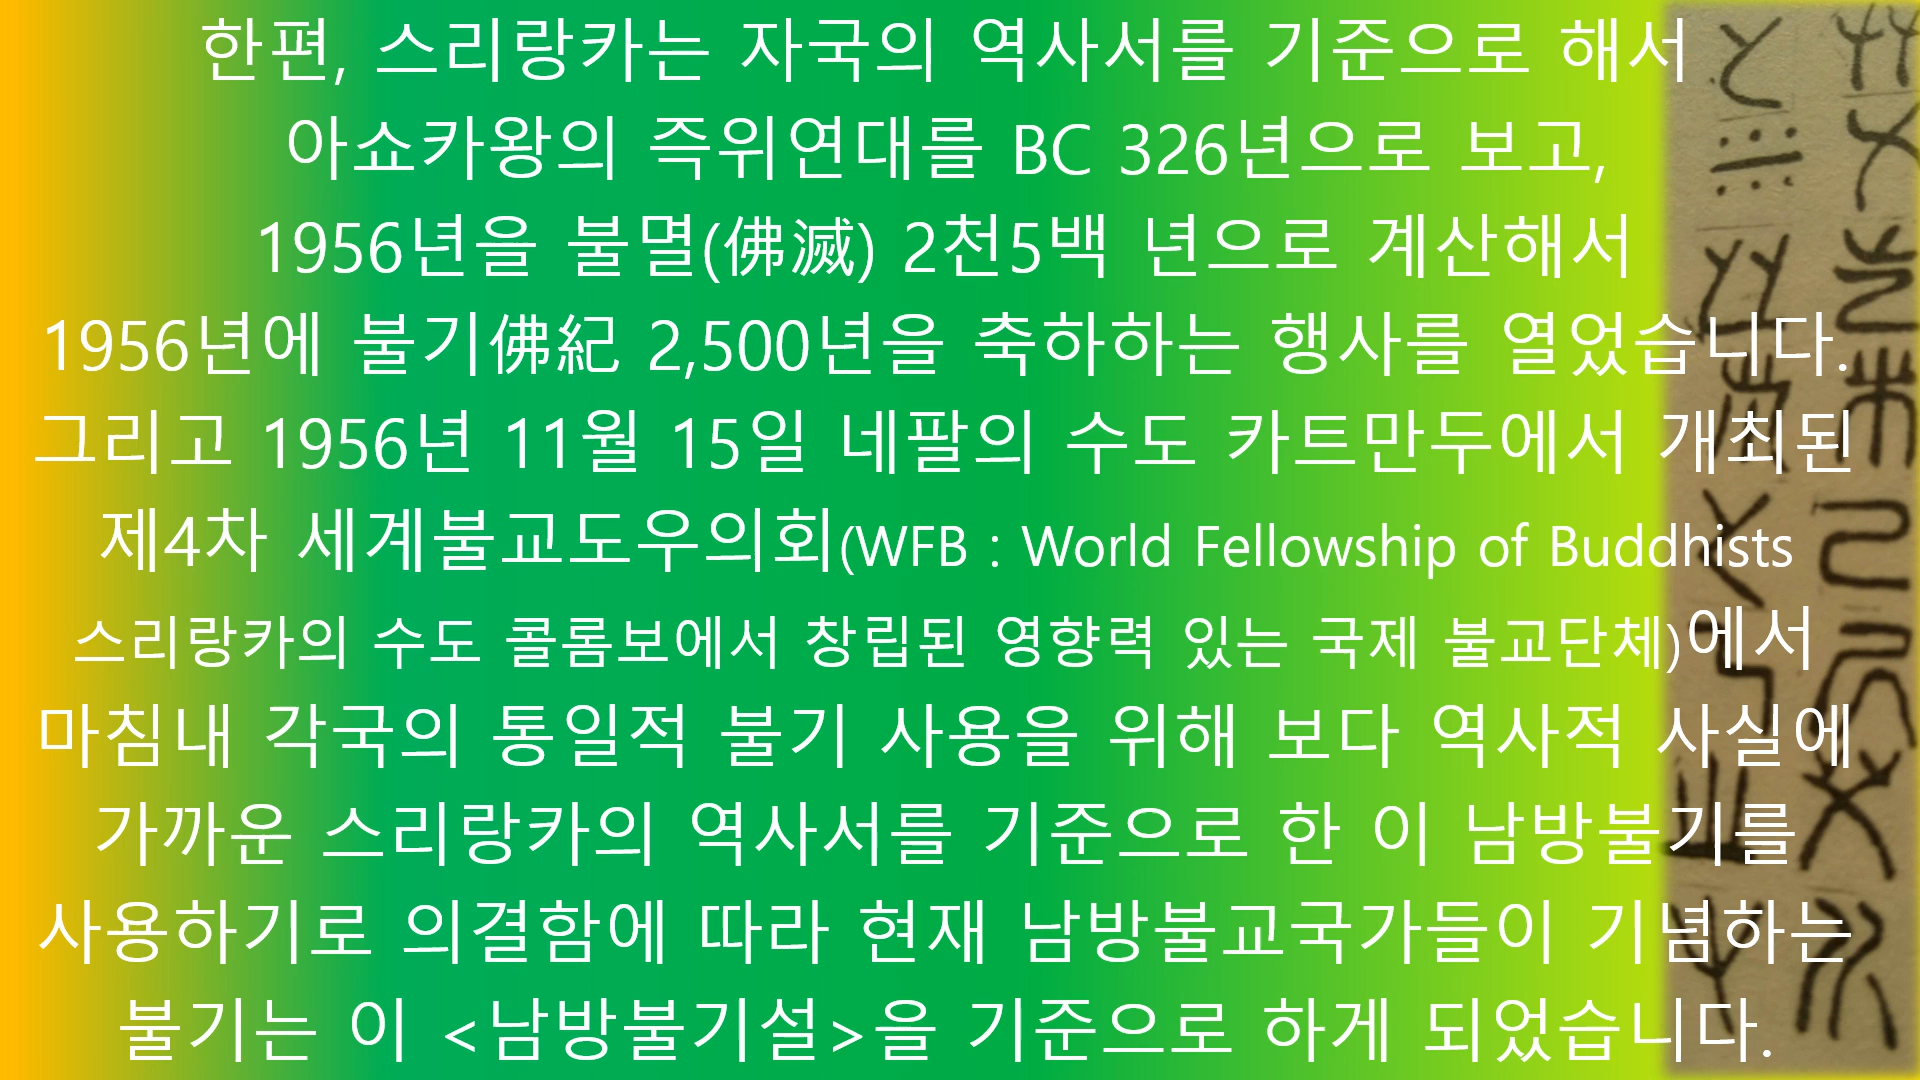 한편, 스리랑카는 자국의 역사서를 기준으로 해서
아쇼카왕의 즉위연대를 BC 326년으로 보고,
1956년을 불멸(佛滅) 2천5백 년으로 계산해서
1956년에 불기佛紀 2,500년을 축하하는 행사를 열었습니다.
그리고 1956년 11월 15일 네팔의 수도 카트만두에서 개최된
제4차 세계불교도우의회(WFB : World Fellowship of Buddhists
스리랑카의 수도 콜롬보에서 창립된 영향력 있는 국제 불교단체)에서
마침내 각국의 통일적 불기 사용을 위해 보다 역사적 사실에
가까운 스리랑카의 역사서를 기준으로 한 이 남방불기를
사용하기로 의결함에 따라 현재 남방불교국가들이 기념하는
불기는 이 <남방불기설>을 기준으로 하게 되었습니다.